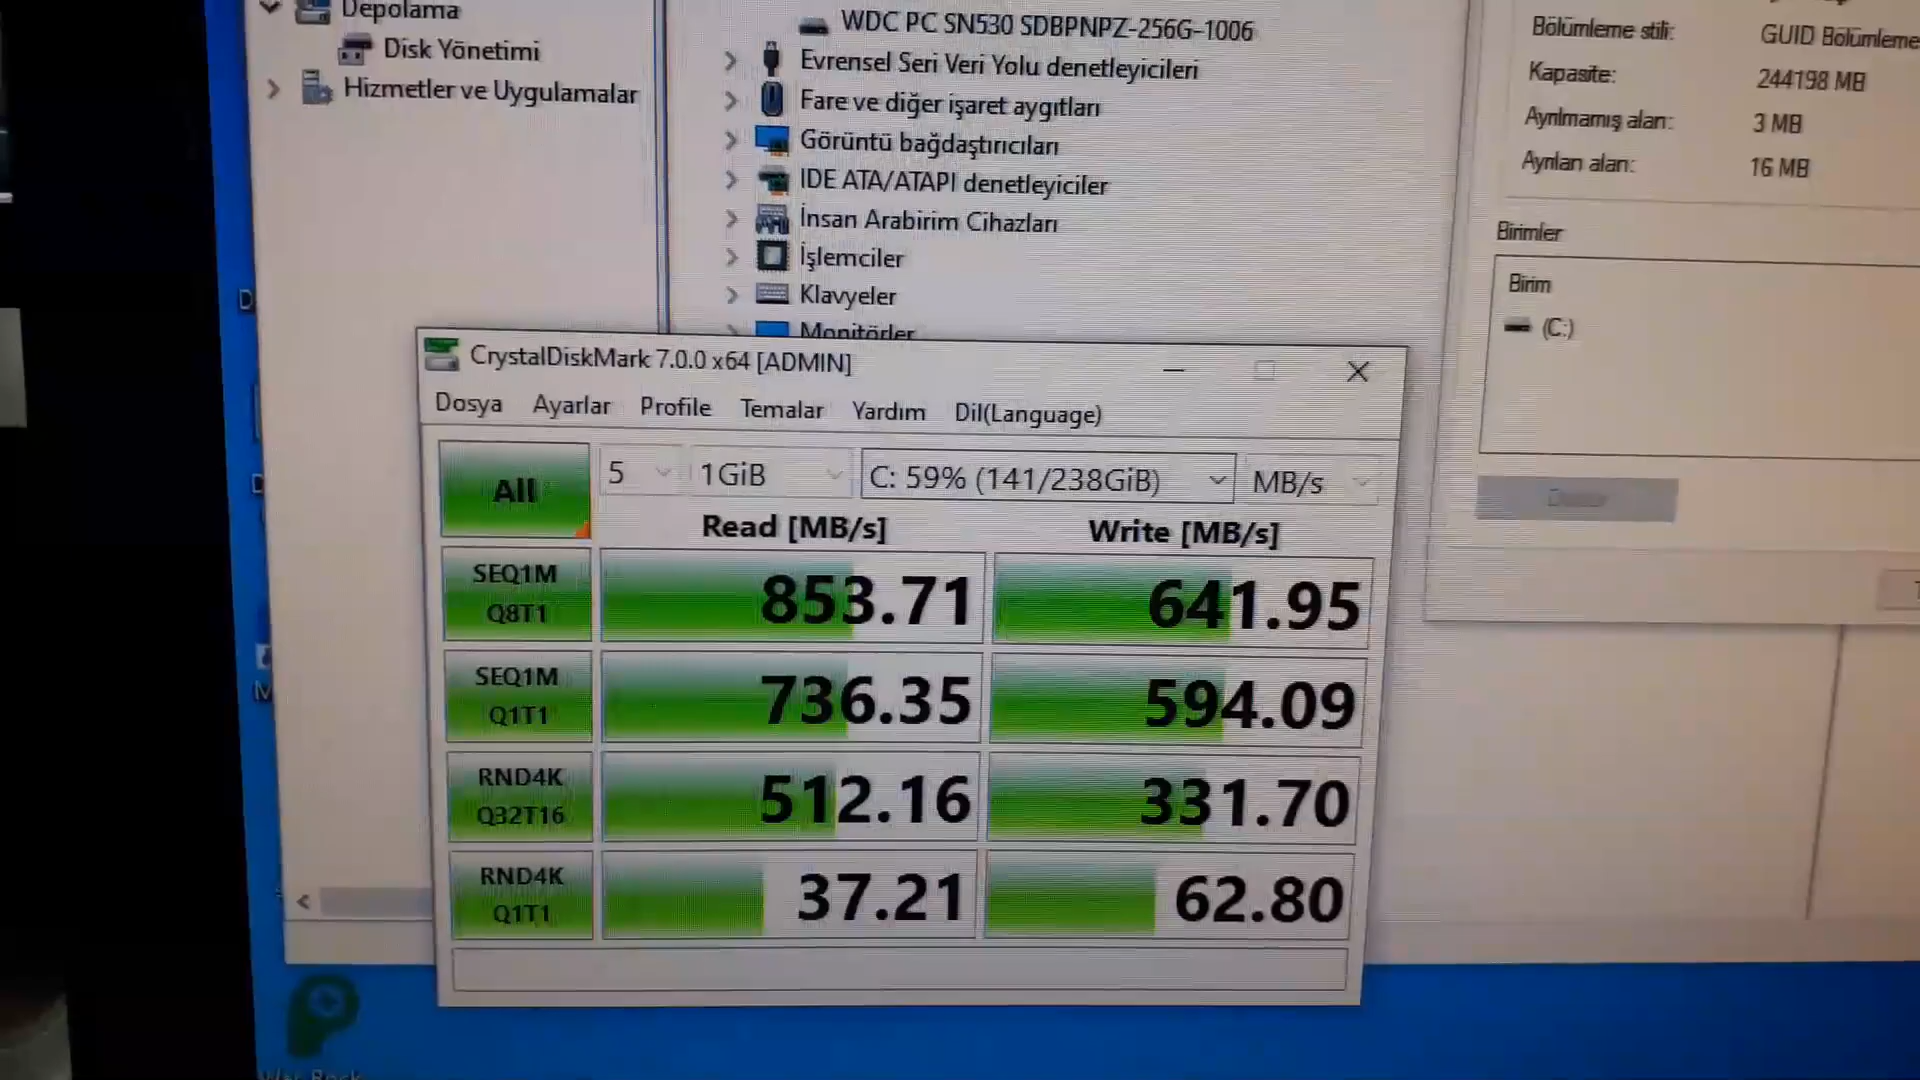 Depolama
Disk Yönetimi
Hizmetler ve Uygulamalar
WDC PC SN530 SDBPNPZ-256G-1006
Evrensel Seri Veri Yolu denetleyicileri
Fare ve diğer işaret aygıtları
Görüntü bağdaştırıcıları
IDE ATA/ATAPI denetleyiciler
İnsan Arabirim Cihazları
İşlemciler
Klavyeler
Monitörler
Bölümleme stili: GUID Bölümleme
Kapasite: 244198 MB
Ayrılmamış alan: 3 MB
Ayrılan alan: 16 MB
Birimler
Birim
(C:)
CrystalDiskMark 7.0.0 x64 [ADMIN]
Dosya Ayarlar Profile Temalar Yardım Dil(Language)
All 5 1GiB C: 59% (141/238GiB) MB/s
Read [MB/s] Write [MB/s]
SEQ1M
Q8T1 853.71 641.95
SEQ1M
Q1T1 736.35 594.09
RND4K
Q32T16 512.16 331.70
RND4K
Q1T1 37.21 62.80